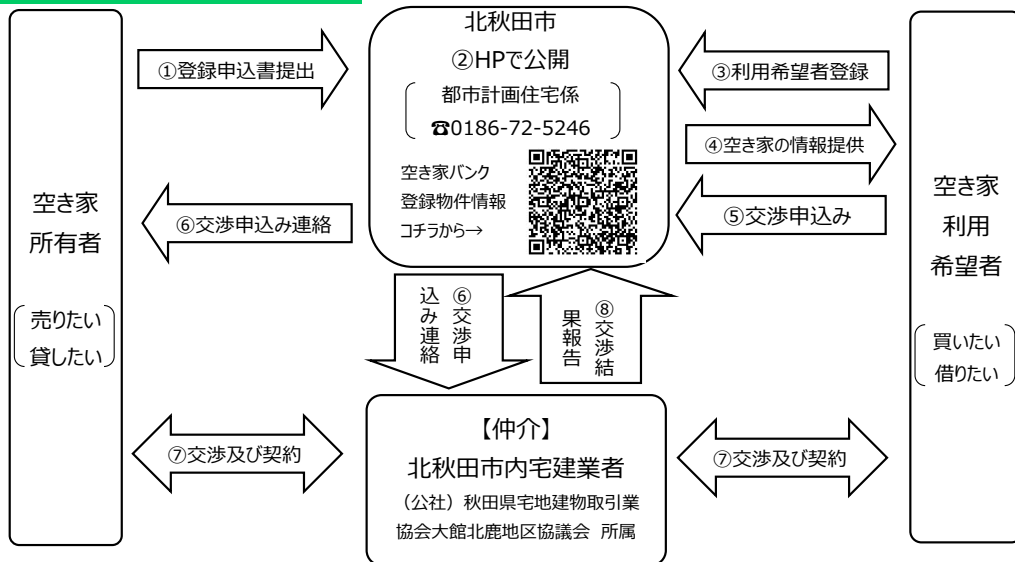 北秋田市
②HPで公開
都市計画住宅係
☎0186-72-5246
空き家バンク
登録物件情報
コチラから→
①登録申込書提出
③利用希望者登録
④空き家の情報提供
⑤交渉申込み
⑥交渉申込み連絡
空き家
所有者
売りたい
貸したい
空き家
利用
希望者
買いたい
借りたい
⑥交渉申
込み連絡
⑧交渉結
果報告
⑦交渉及び契約
【仲介】
北秋田市内宅建業者
（公社）秋田県宅地建物取引業
協会大館北鹿地区協議会 所属
⑦交渉及び契約